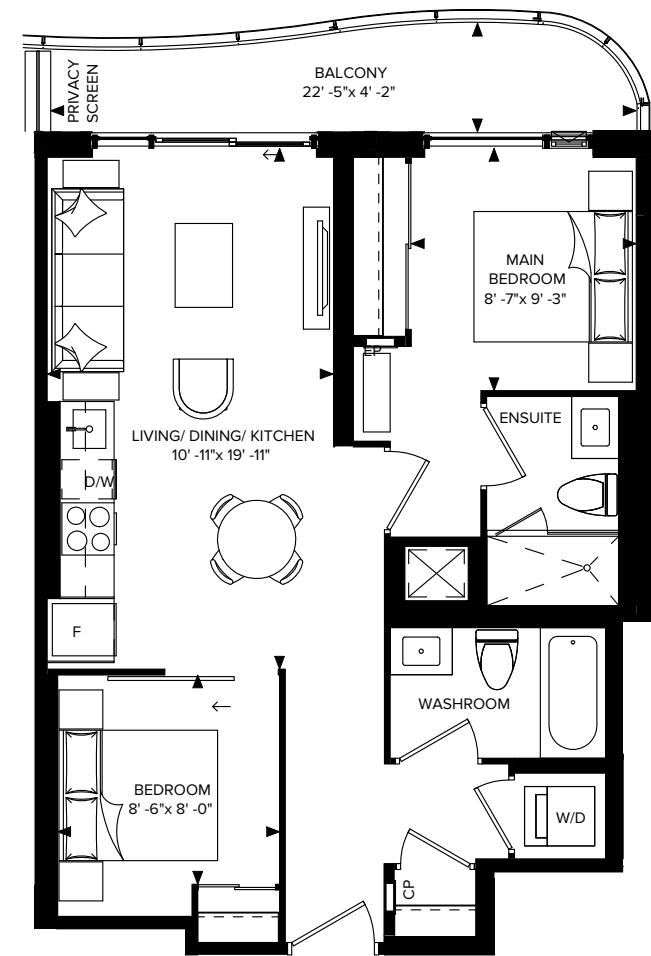 PRIVACY
SCREEN
BALCONY
22' -5"x 4' -2"
MAIN
BEDROOM
8' -7"x 9' -3"
EP
ENSUITE
LIVING/ DINING/ KITCHEN
10' -11"x 19' -11"
D/W
F
WASHROOM
BEDROOM
8' -6"x 8' -0"
W/D
CP